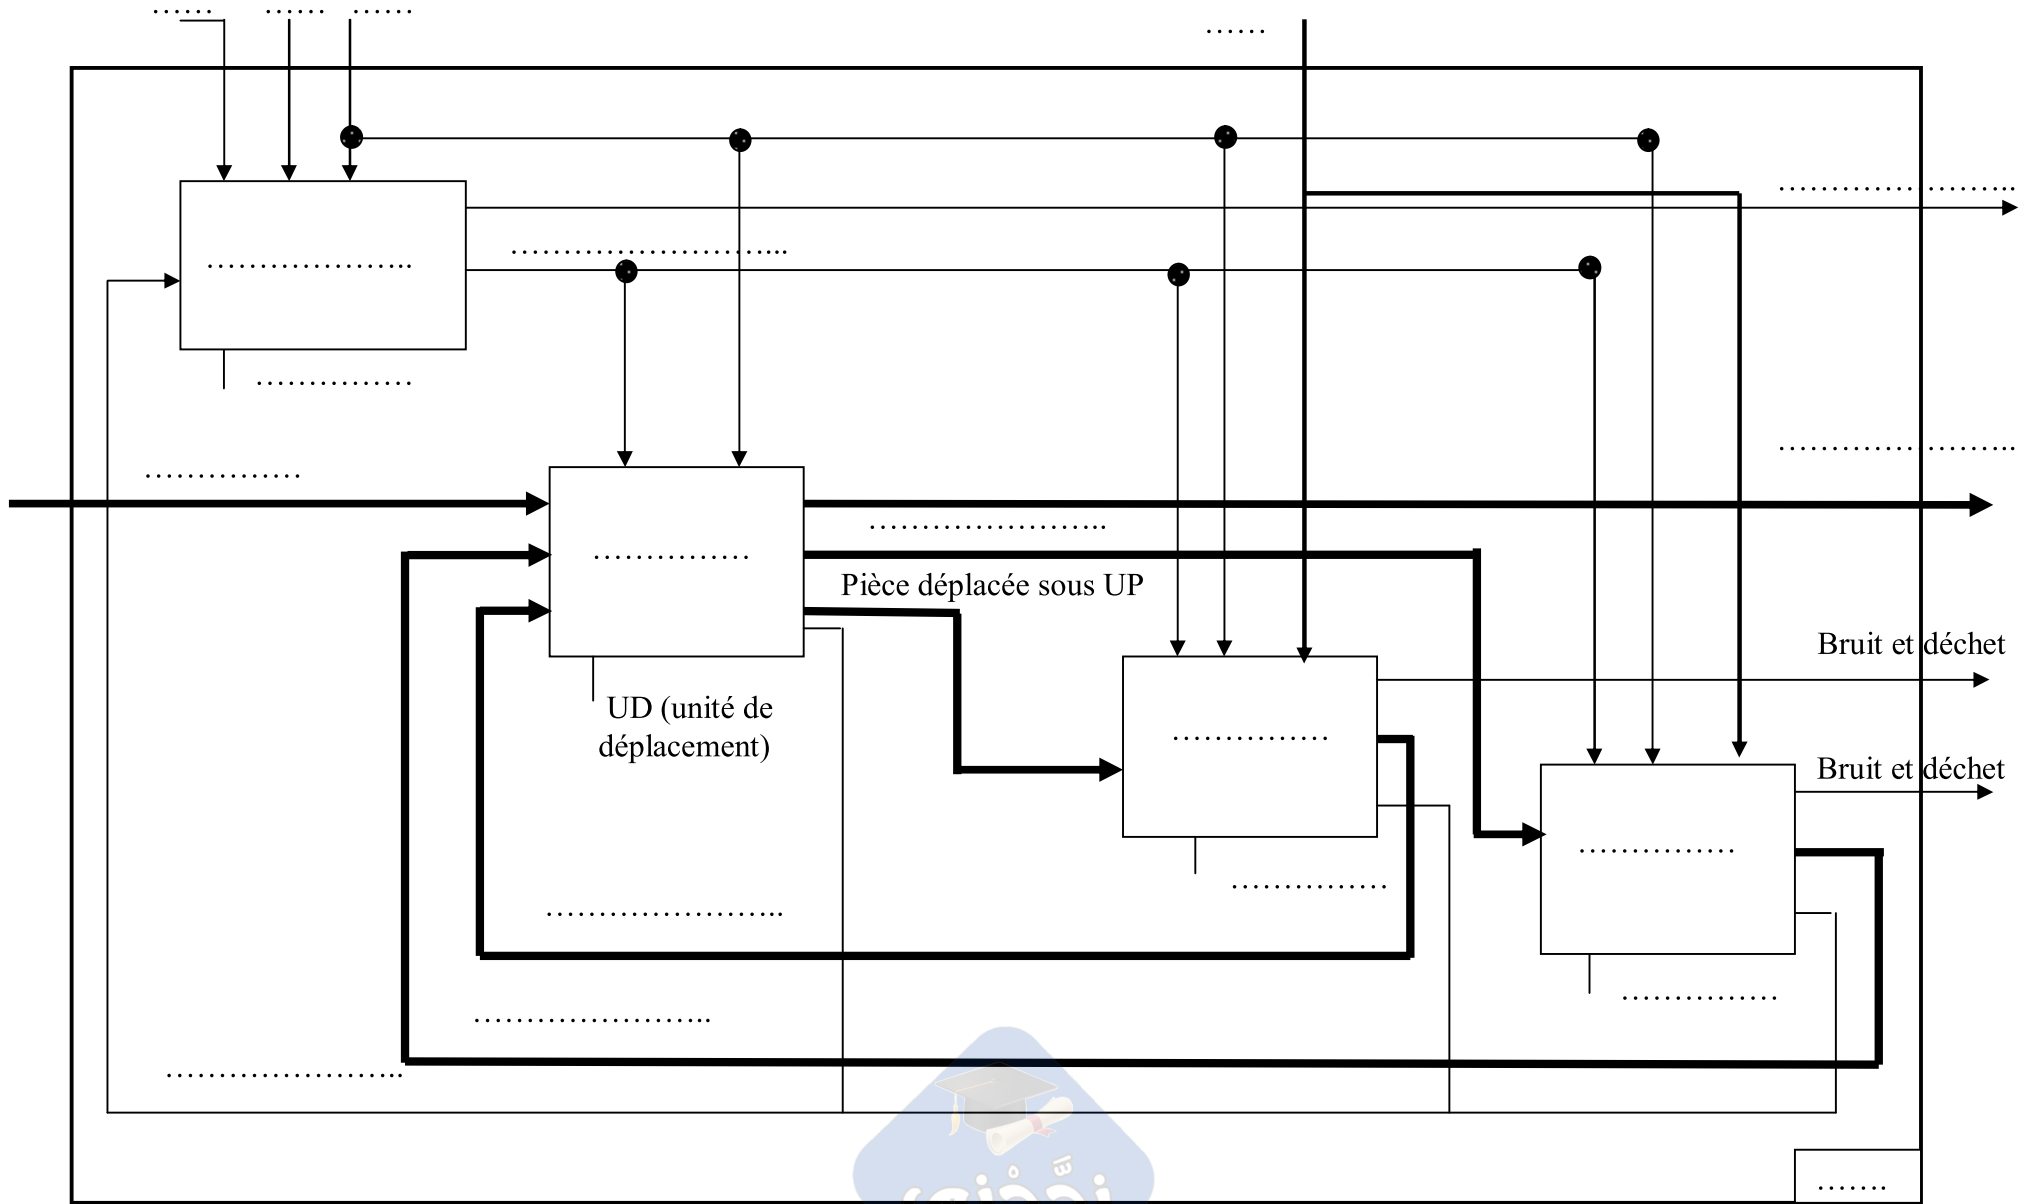 Pièce déplacée sous UP
Bruit et déchet
UD (unité de
déplacement)
Bruit et déchet